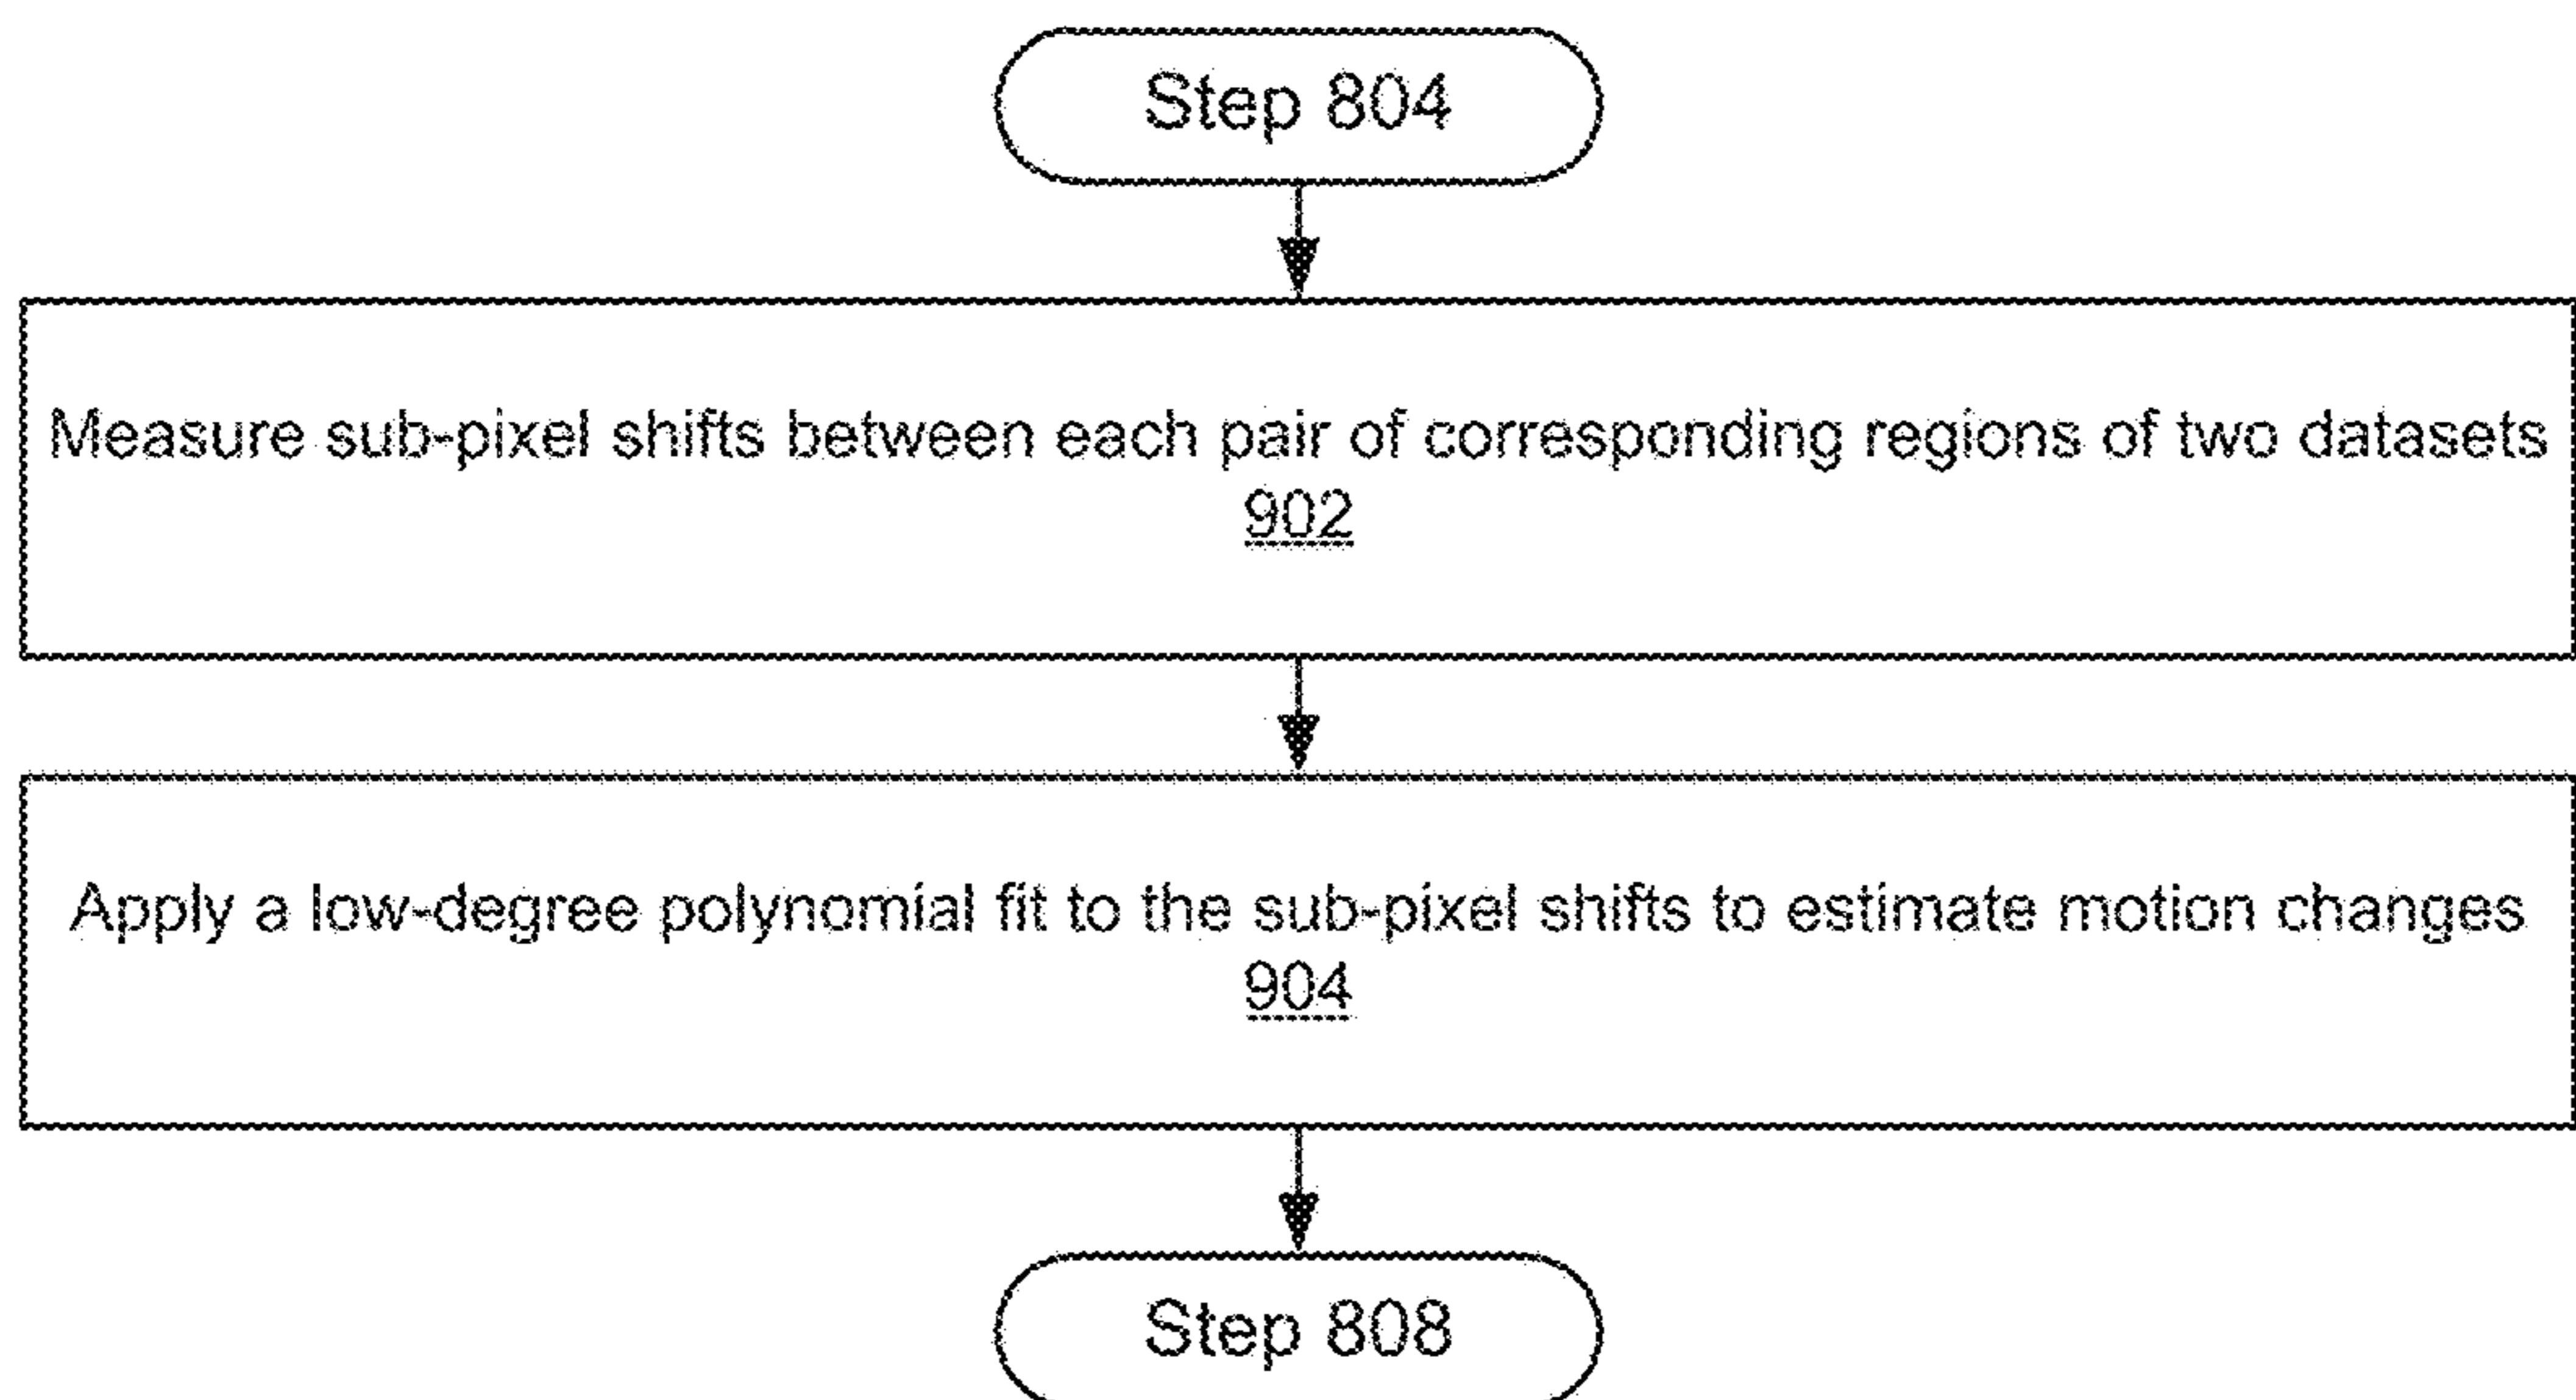 Step 804
Measure sub-pixel shifts between each pair of corresponding regions of two datasets
902
Apply a low-degree polynomial fit to the sub-pixel shifts to estimate motion changes
904
Step 808